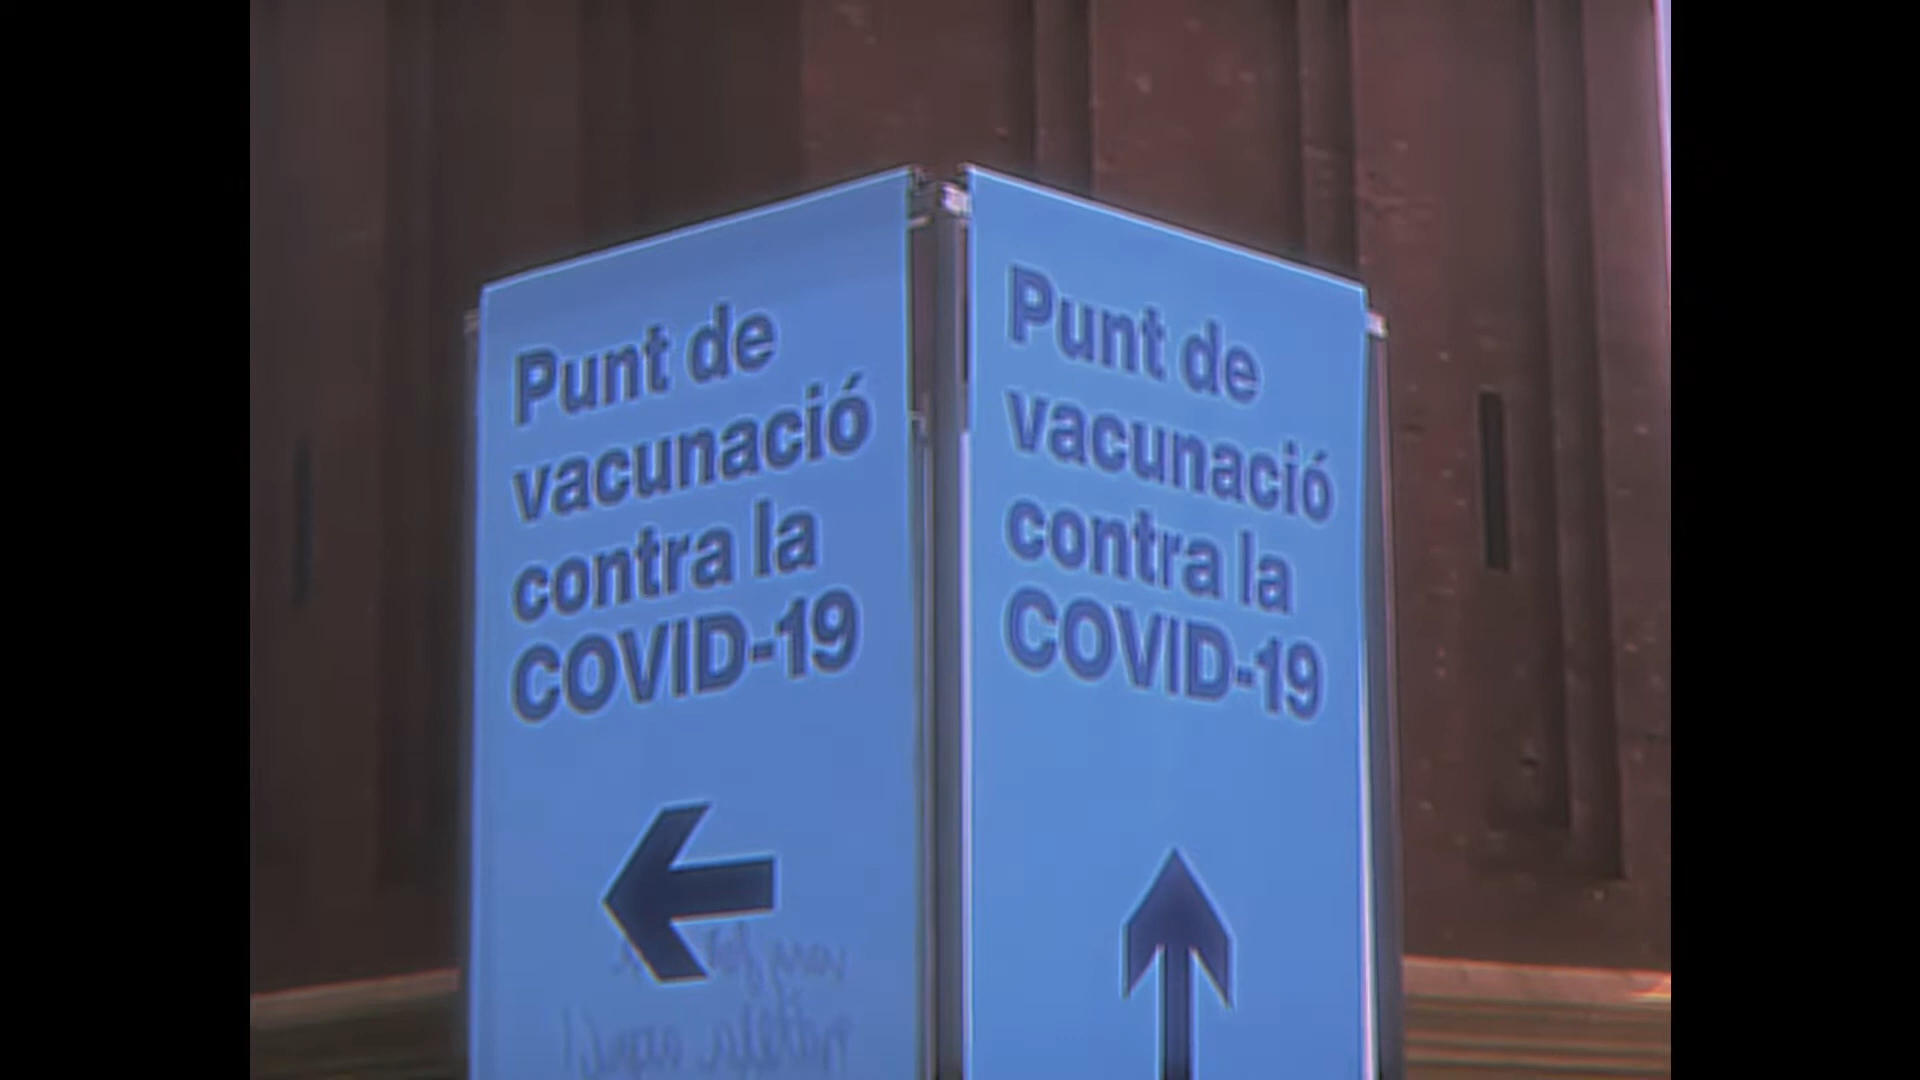 Punt de
vacunació
contra la
COVID-19
Punt de
vacunació
contra la
COVID-19